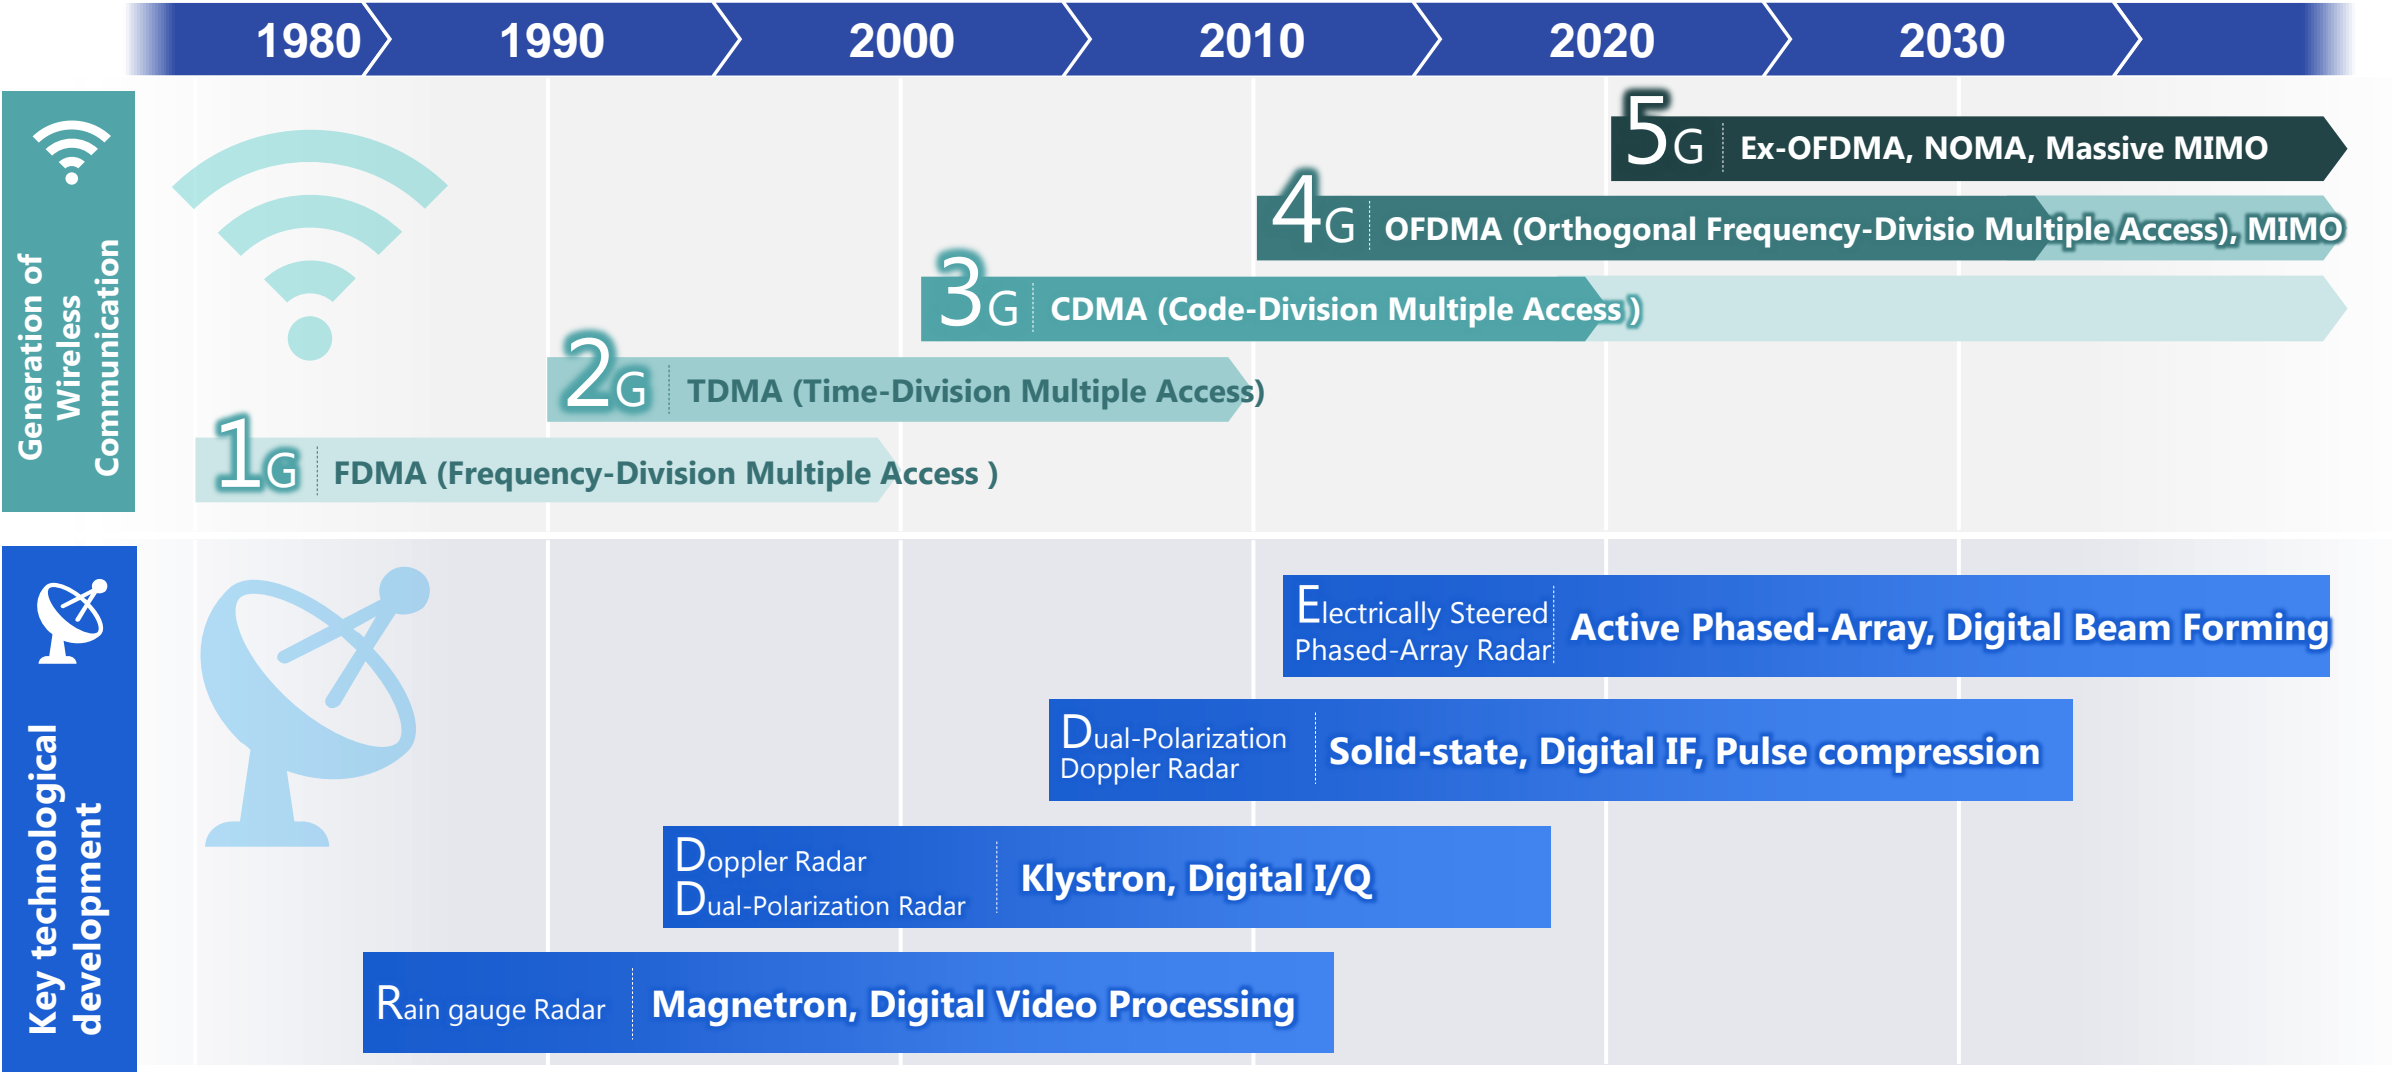 1980 1990 2000 2010 2020 2030
Generation of
Wireless
Communication
5G Ex-OFDMA, NOMA, Massive MIMO
4G OFDMA (Orthogonal Frequency-Divisio Multiple Access), MIMO
3G CDMA (Code-Division Multiple Access )
2G TDMA (Time-Division Multiple Access)
1G FDMA (Frequency-Division Multiple Access )
Key technological
development
Electrically Steered
Phased-Array Radar
Active Phased-Array, Digital Beam Forming
Dual-Polarization
Doppler Radar
Solid-state, Digital IF, Pulse compression
Doppler Radar
Dual-Polarization Radar
Klystron, Digital I/Q
Rain gauge Radar
Magnetron, Digital Video Processing